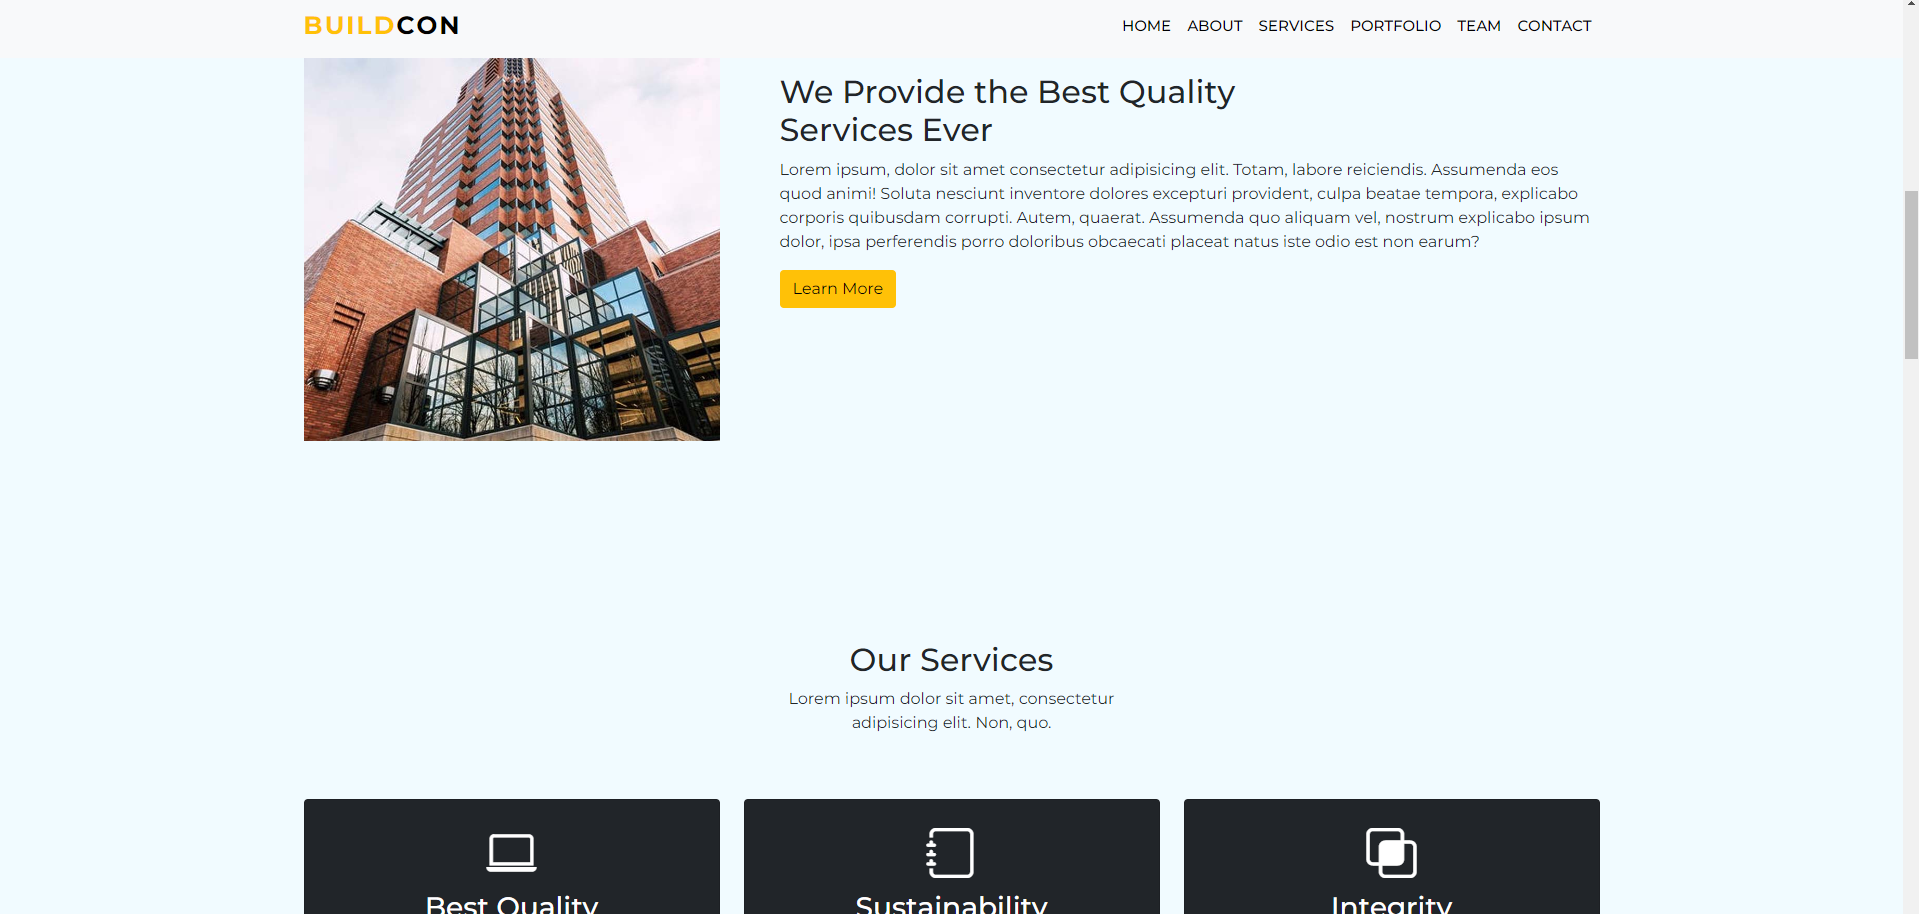 BUILDCON
HOME ABOUT SERVICES PORTFOLIO TEAM CONTACT
We Provide the Best Quality
Services Ever
Lorem ipsum, dolor sit amet consectetur adipisicing elit. Totam, labore reiciendis. Assumenda eos
quod animi! Soluta nesciunt inventore dolores excepturi provident, culpa beatae tempora, explicabo
corporis quibusdam corrupti. Autem, quaerat. Assumenda quo aliquam vel, nostrum explicabo ipsum
dolor, ipsa perferendis porro doloribus obcaecati placeat natus iste odio est non earum?
Learn More
Our Services
Lorem ipsum dolor sit amet, consectetur
adipisicing elit. Non, quo.
Best Quality
Sustainability
Integrity